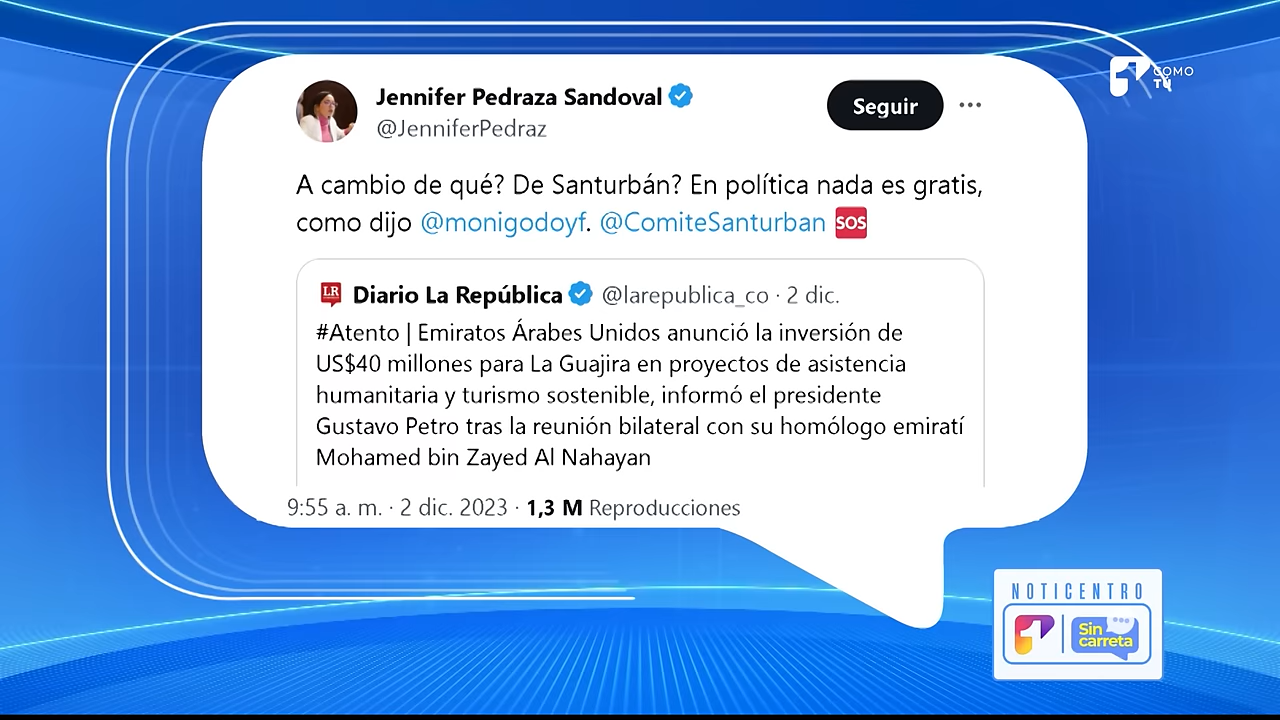 COMO
TÚ
Jennifer Pedraza Sandoval
@JenniferPedraz
Seguir
A cambio de qué? De Santurbán? En política nada es gratis,
como dijo @monigodoyf. @ComiteSanturban SOS
LR
Diario La República @larepublica_co · 2 dic.
#Atento | Emiratos Árabes Unidos anunció la inversión de
US$40 millones para La Guajira en proyectos de asistencia
humanitaria y turismo sostenible, informó el presidente
Gustavo Petro tras la reunión bilateral con su homólogo emiratí
Mohamed bin Zayed Al Nahayan
9:55 a. m. · 2 dic. 2023 · 1,3 M Reproducciones
NOTICENTRO
1
Sin
carreta